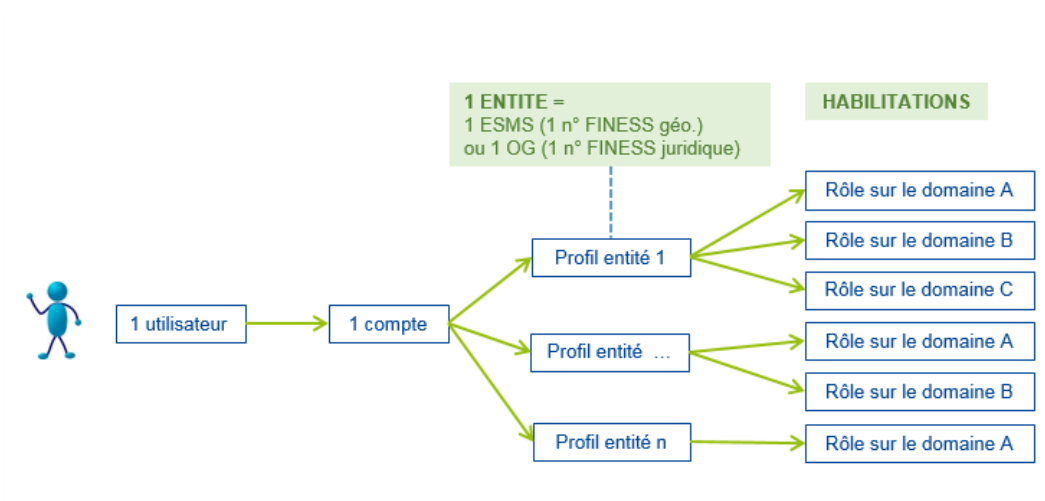 1 ENTITE =
1 ESMS (1 n° FINESS géo.)
ou 1 OG (1 n° FINESS juridique)
HABILITATIONS
1 utilisateur
1 compte
Profil entité 1
Rôle sur le domaine A
Rôle sur le domaine B
Rôle sur le domaine C
Profil entité ...
Rôle sur le domaine A
Rôle sur le domaine B
Profil entité n
Rôle sur le domaine A